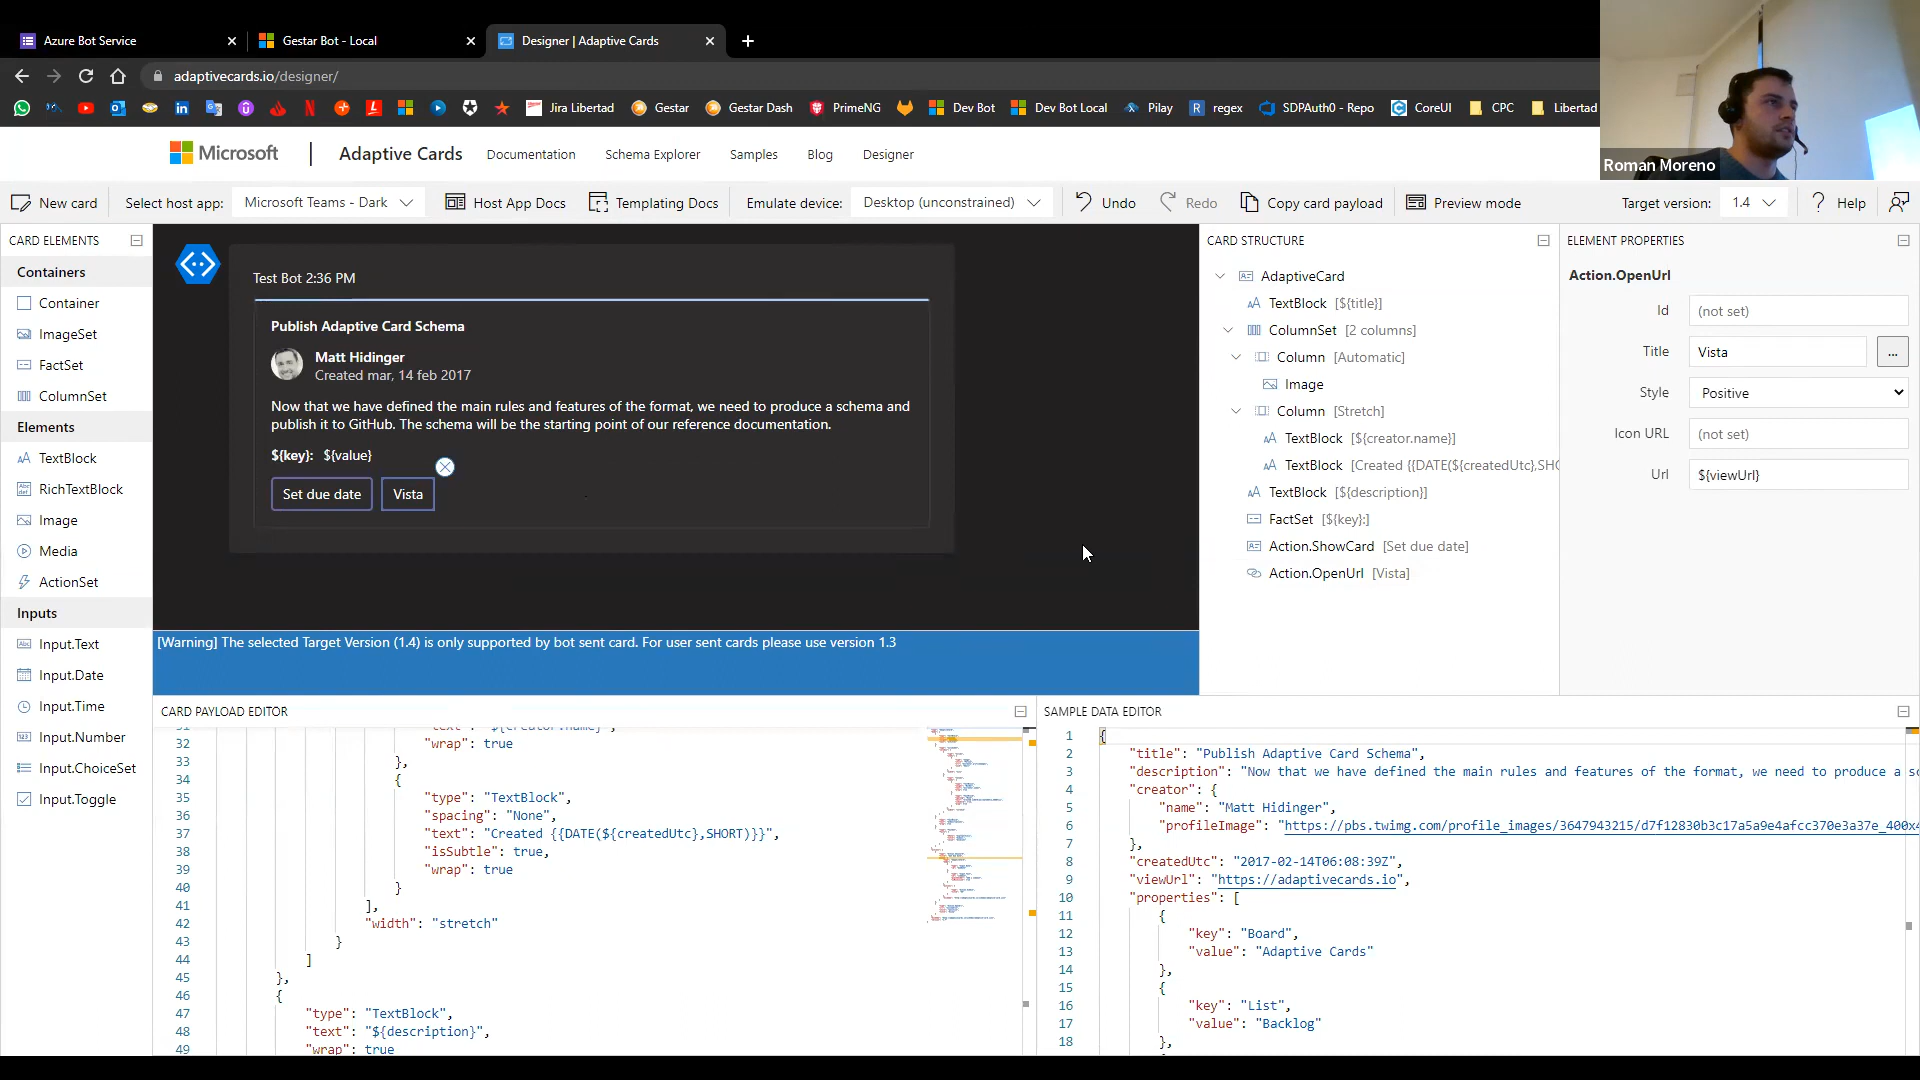 Azure Bot Service
Gestar Bot - Local
Designer | Adaptive Cards
adaptivecards.io/designer/
Jira Libertad
Gestar
Gestar Dash
PrimeNG
Dev Bot
Dev Bot Local
Pilay
regex
SDPAuth0 - Repo
CoreUI
CPC
Libertad
Roman Moreno
Microsoft
Adaptive Cards
Documentation
Schema Explorer
Samples
Blog
Designer
New card
Select host app:
Microsoft Teams - Dark
Host App Docs
Templating Docs
Emulate device:
Desktop (unconstrained)
Undo
Redo
Copy card payload
Preview mode
Target version:
1.4
Help
CARD ELEMENTS
Containers
Container
ImageSet
FactSet
ColumnSet
Elements
TextBlock
RichTextBlock
Image
Media
ActionSet
Inputs
Input.Text
Input.Date
Input.Time
Input.Number
Input.ChoiceSet
Input.Toggle
Test Bot 2:36 PM
Publish Adaptive Card Schema
Matt Hidinger
Created mar, 14 feb 2017
Now that we have defined the main rules and features of the format, we need to produce a schema and
publish it to GitHub. The schema will be the starting point of our reference documentation.
${key}: ${value}
Set due date
Vista
[Warning] The selected Target Version (1.4) is only supported by bot sent card. For user sent cards please use version 1.3
CARD STRUCTURE
AdaptiveCard
TextBlock [${title}]
ColumnSet [2 columns]
Column [Automatic]
Image
Column [Stretch]
TextBlock [${creator.name}]
TextBlock [Created {{DATE(${createdUtc},SHO
TextBlock [${description}]
FactSet [${key}:]
Action.ShowCard [Set due date]
Action.OpenUrl [Vista]
ELEMENT PROPERTIES
Action.OpenUrl
Id (not set)
Title Vista ...
Style Positive
Icon URL (not set)
Url ${viewUrl}
CARD PAYLOAD EDITOR
31 "text": "${creator.name}",
32 "wrap": true
33 },
34 {
35 "type": "TextBlock",
36 "spacing": "None",
37 "text": "Created {{DATE(${createdUtc},SHORT)}}",
38 "isSubtle": true,
39 "wrap": true
40 }
41 ],
42 "width": "stretch"
43 }
44 ]
45 },
46 {
47 "type": "TextBlock",
48 "text": "${description}",
49 "wrap": true
SAMPLE DATA EDITOR
1 {
2 "title": "Publish Adaptive Card Schema",
3 "description": "Now that we have defined the main rules and features of the format, we need to produce a s
4 "creator": {
5 "name": "Matt Hidinger",
6 "profileImage": "https://pbs.twimg.com/profile_images/3647943215/d7f12830b3c17a5a9e4afcc370e3a37e_400x
7 },
8 "createdUtc": "2017-02-14T06:08:39Z",
9 "viewUrl": "https://adaptivecards.io",
10 "properties": [
11 {
12 "key": "Board",
13 "value": "Adaptive Cards"
14 },
15 {
16 "key": "List",
17 "value": "Backlog"
18 },